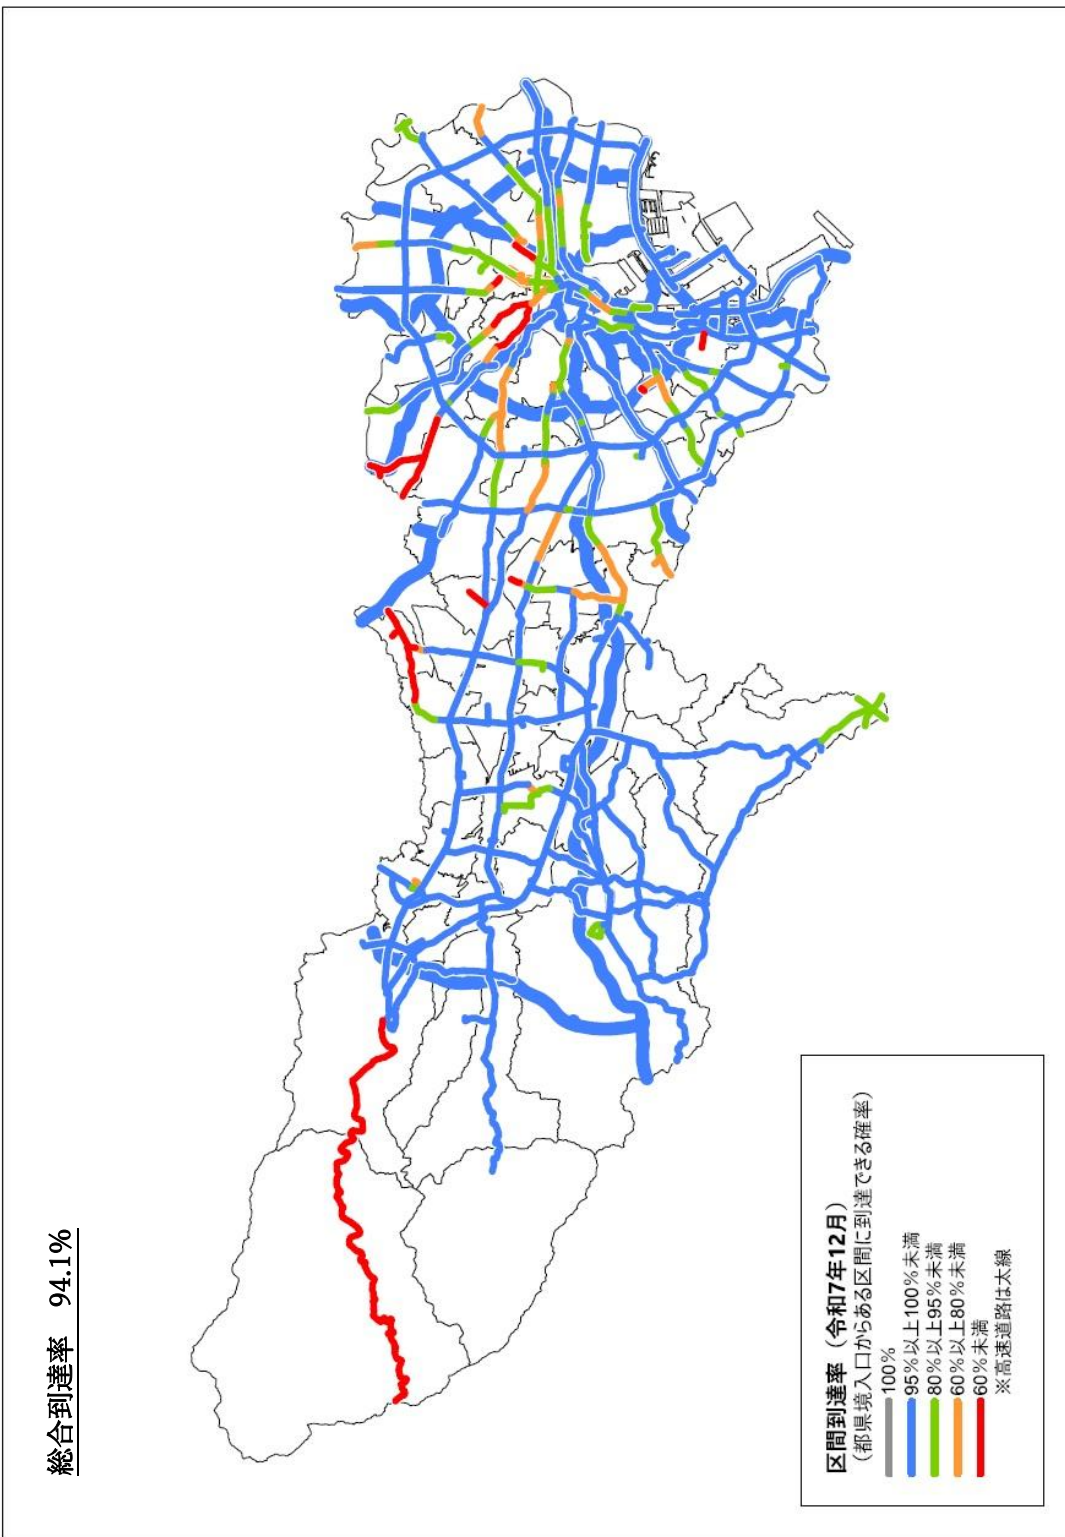 総合到達率 94.1%
区間到達率（令和7年12月）
（都県境入口からある区間に到達できる確率）
100%
95%以上100%未満
80%以上95%未満
60%以上80%未満
60%未満
※高速道路は太線